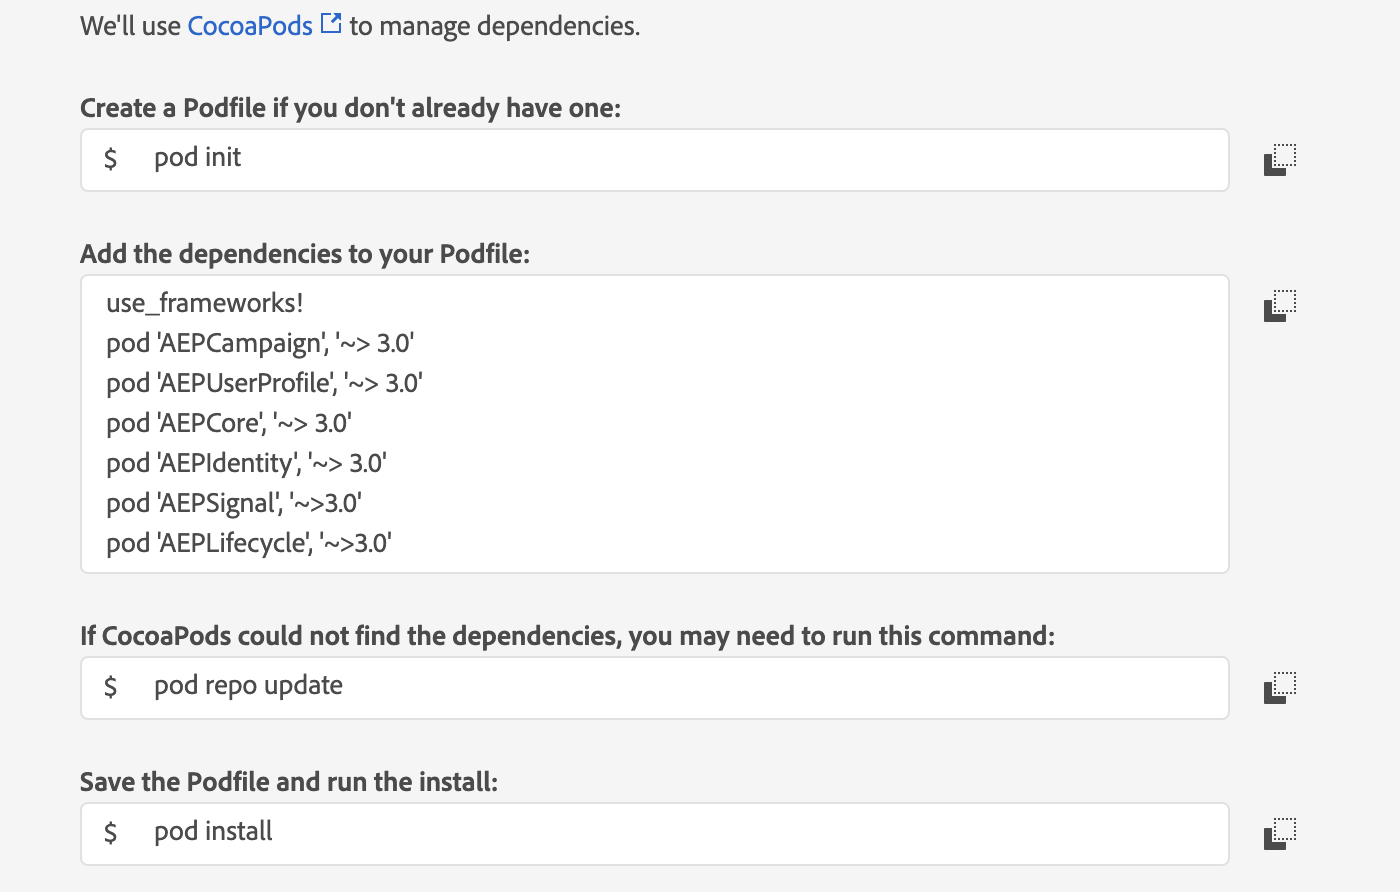 We'll use CocoaPods to manage dependencies.
Create a Podfile if you don't already have one:
$ pod init
Add the dependencies to your Podfile:
use_frameworks!
pod 'AEPCampaign', '~> 3.0'
pod 'AEPUserProfile', '~> 3.0'
pod 'AEPCore', '~> 3.0'
pod 'AEPIdentity', '~> 3.0'
pod 'AEPSignal', '~>3.0'
pod 'AEPLifecycle', '~>3.0'
If CocoaPods could not find the dependencies, you may need to run this command:
$ pod repo update
Save the Podfile and run the install:
$ pod install